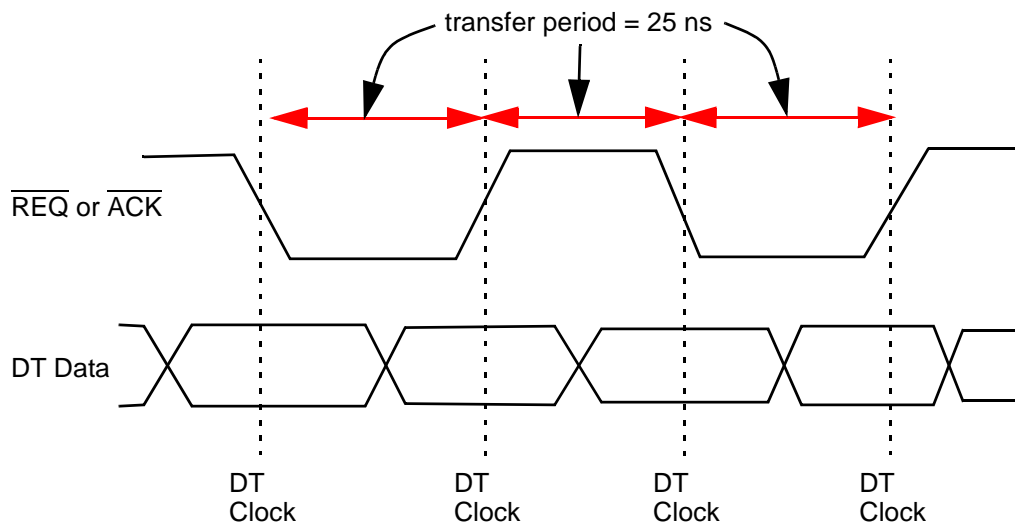 transfer period = 25 ns
REQ or ACK
DT Data
DT
Clock
DT
Clock
DT
Clock
DT
Clock